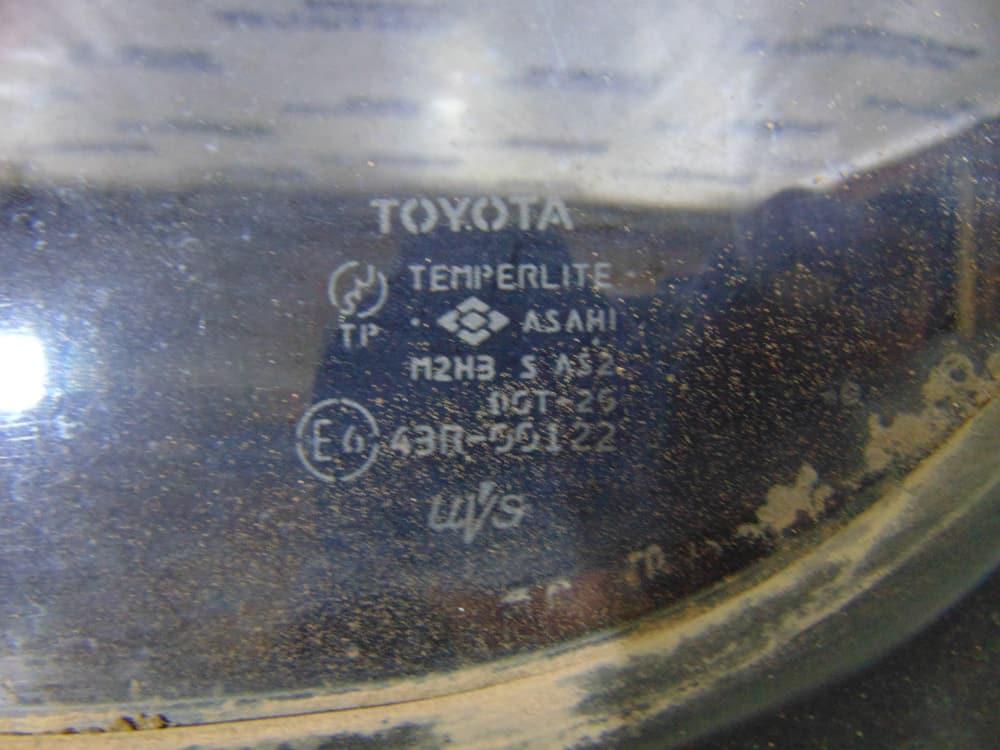 TOYOTA
TEMPERLITE
TP ASAHI
M2H3 S AS2
DOT-26
E6 43R-00122